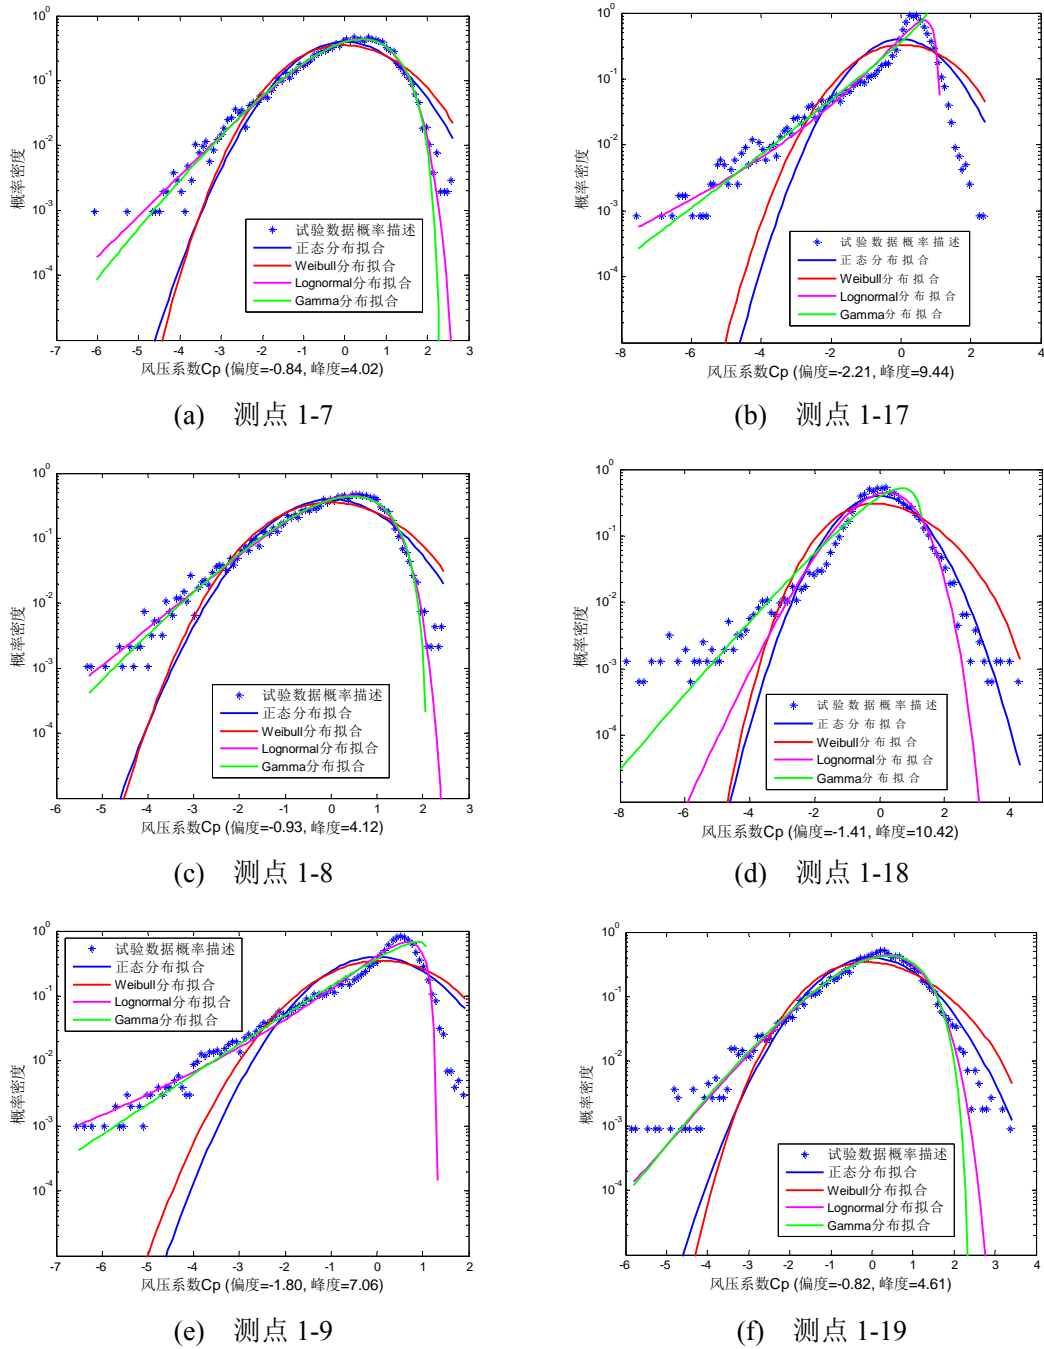 10^0
10^-1
10^-2
10^-3
10^-4
概率密度
试验数据概率描述
正态分布拟合
Weibull分布拟合
Lognormal分布拟合
Gamma分布拟合
-7 -6 -5 -4 -3 -2 -1 0 1 2 3
风压系数Cp (偏度=-0.84, 峰度=4.02)
(a) 测点 1-7
10^0
10^-1
10^-2
10^-3
10^-4
概率密度
试验数据概率描述
正态分布拟合
Weibull分布拟合
Lognormal分布拟合
Gamma分布拟合
-8 -6 -4 -2 0 2 4
风压系数Cp (偏度=-2.21, 峰度=9.44)
(b) 测点 1-17
10^0
10^-1
10^-2
10^-3
10^-4
概率密度
试验数据概率描述
正态分布拟合
Weibull分布拟合
Lognormal分布拟合
Gamma分布拟合
-6 -5 -4 -3 -2 -1 0 1 2 3
风压系数Cp (偏度=-0.93, 峰度=4.12)
(c) 测点 1-8
10^0
10^-1
10^-2
10^-3
10^-4
概率密度
试验数据概率描述
正态分布拟合
Weibull分布拟合
Lognormal分布拟合
Gamma分布拟合
-8 -6 -4 -2 0 2 4
风压系数Cp (偏度=-1.41, 峰度=10.42)
(d) 测点 1-18
10^0
10^-1
10^-2
10^-3
10^-4
概率密度
试验数据概率描述
正态分布拟合
Weibull分布拟合
Lognormal分布拟合
Gamma分布拟合
-7 -6 -5 -4 -3 -2 -1 0 1 2
风压系数Cp (偏度=-1.80, 峰度=7.06)
(e) 测点 1-9
10^0
10^-1
10^-2
10^-3
10^-4
概率密度
试验数据概率描述
正态分布拟合
Weibull分布拟合
Lognormal分布拟合
Gamma分布拟合
-6 -5 -4 -3 -2 -1 0 1 2 3 4
风压系数Cp (偏度=-0.82, 峰度=4.61)
(f) 测点 1-19